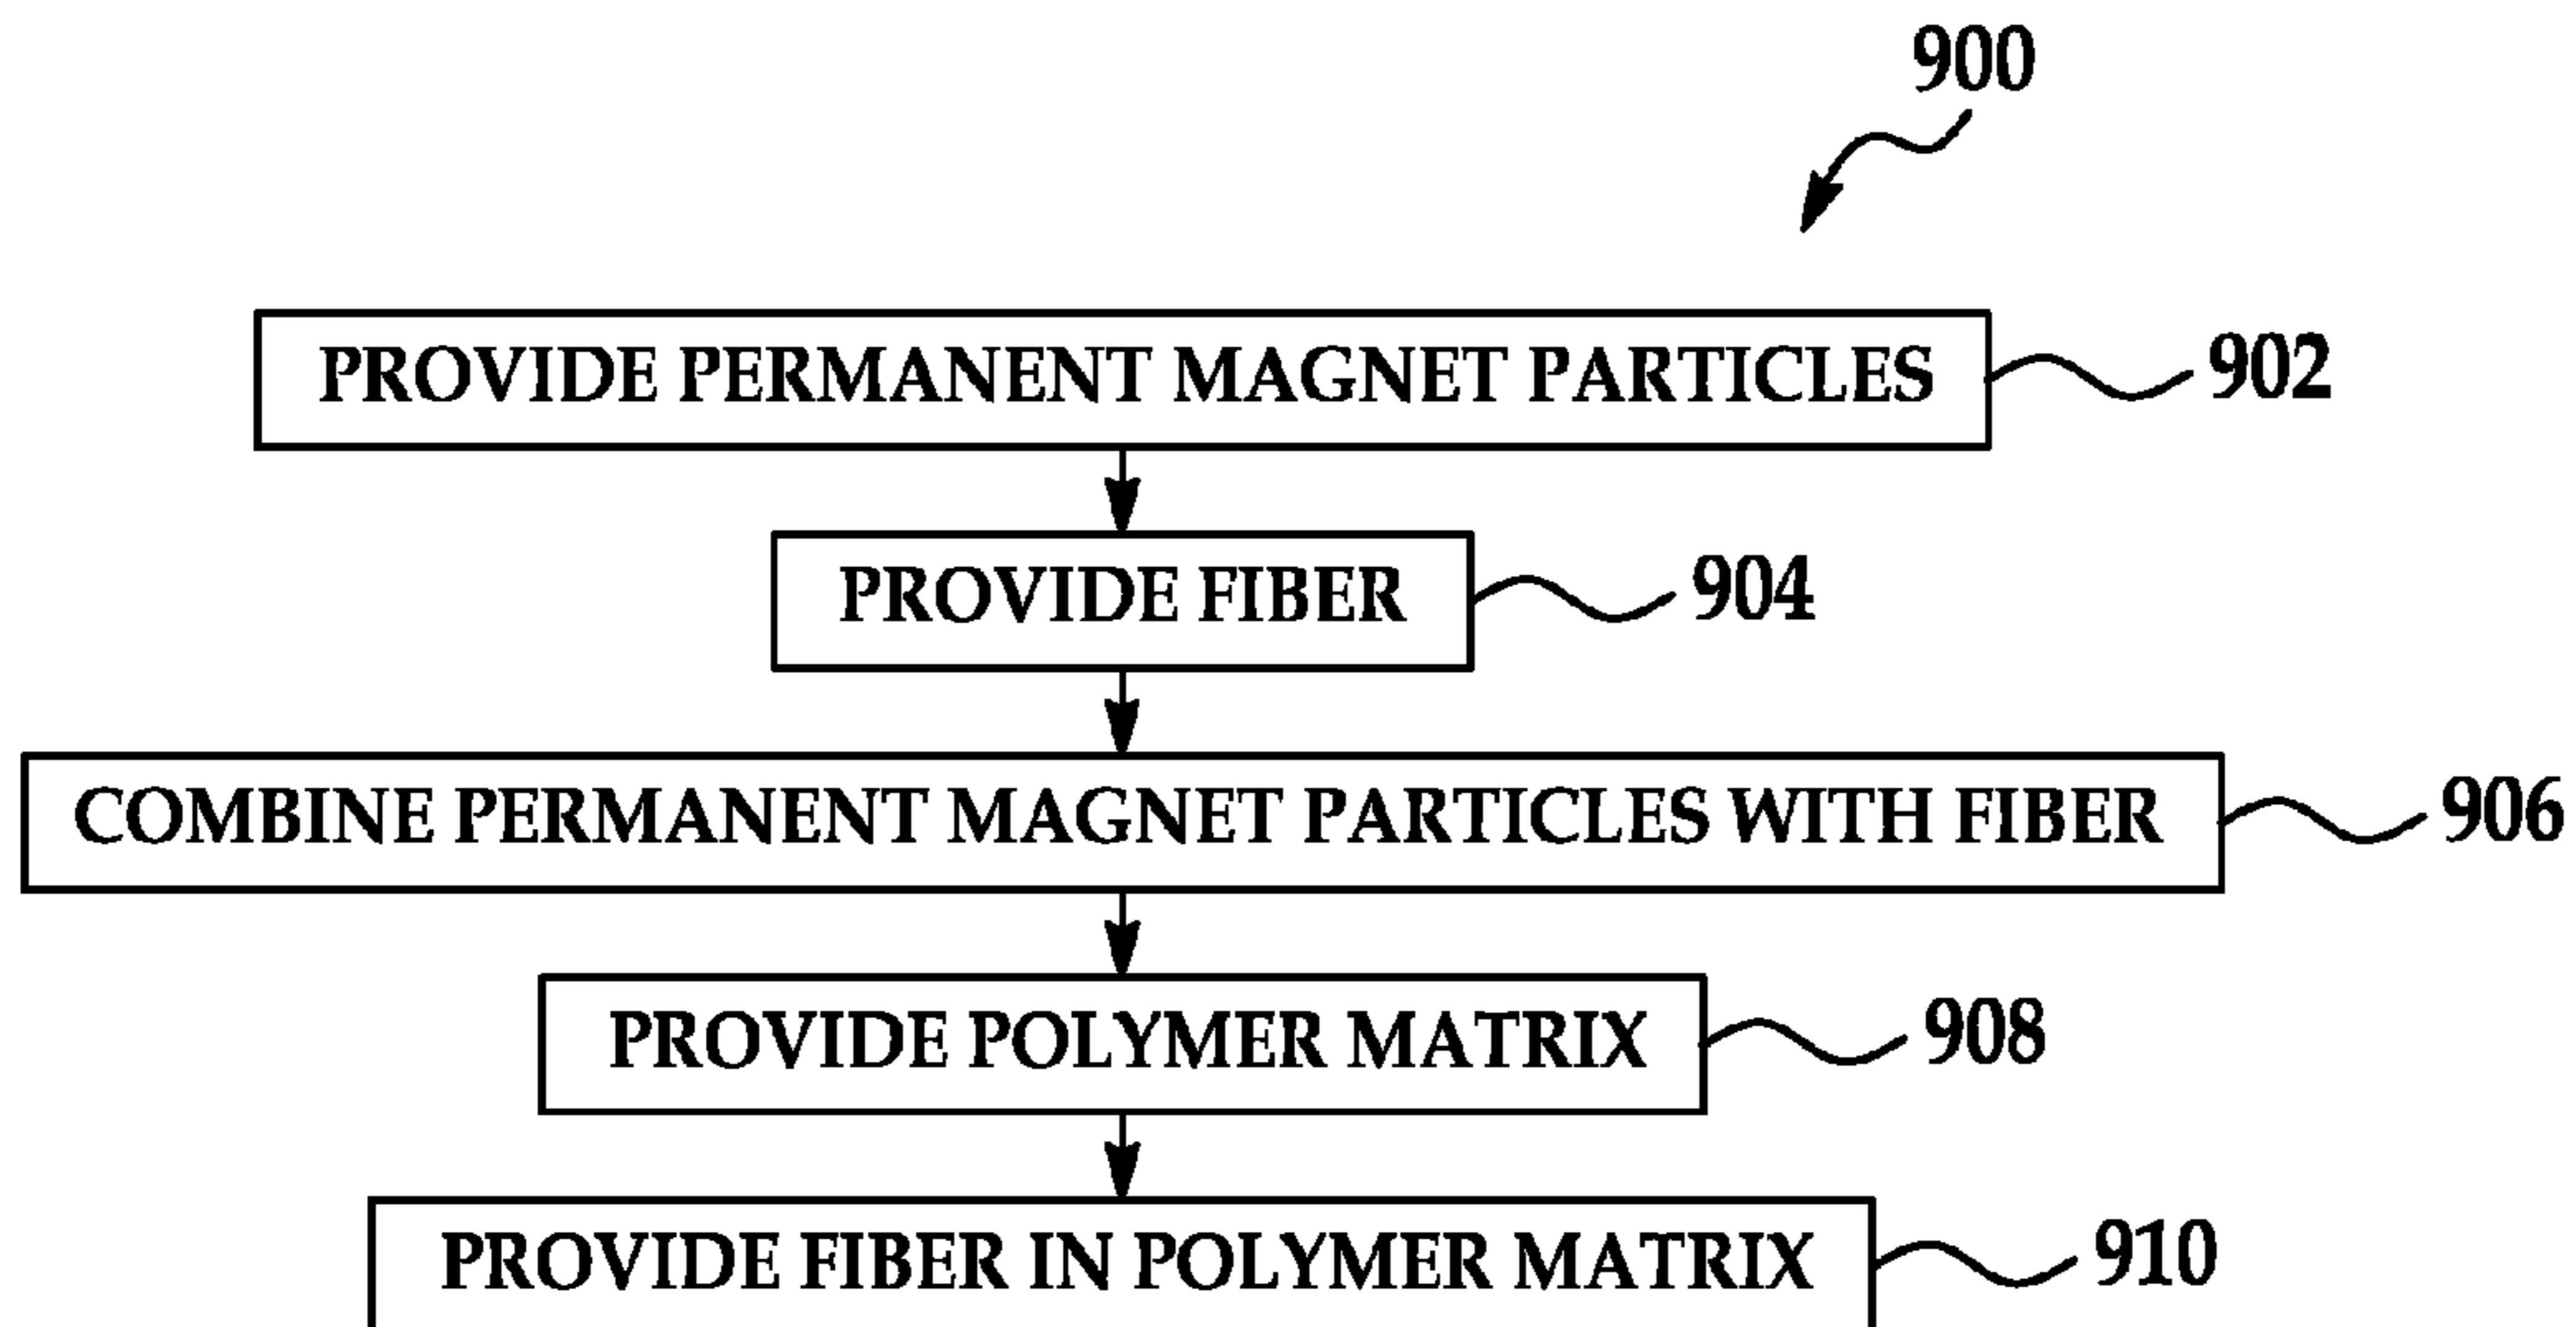 900
PROVIDE PERMANENT MAGNET PARTICLES 902
PROVIDE FIBER 904
COMBINE PERMANENT MAGNET PARTICLES WITH FIBER 906
PROVIDE POLYMER MATRIX 908
PROVIDE FIBER IN POLYMER MATRIX 910